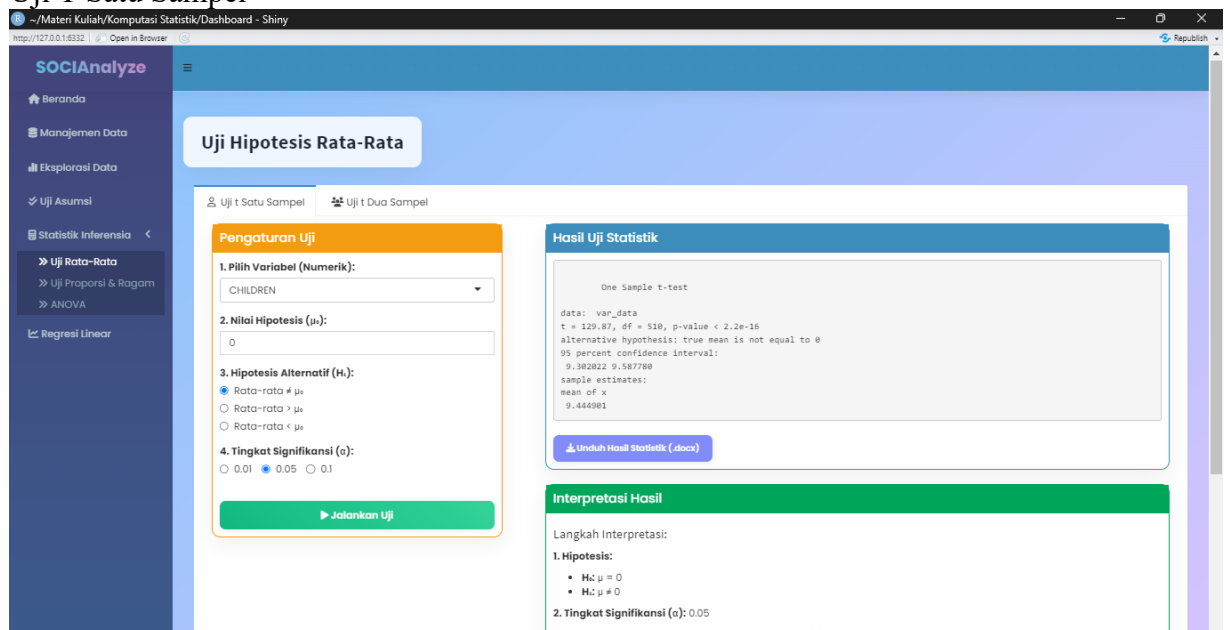 Uji T Satu Sampel
~/Materi Kuliah/Komputasi Statistik/Dashboard - Shiny
http://127.0.0.1:6332 Open in Browser Republish
SOCIAnalyze
Beranda
Manajemen Data
Eksplorasi Data
Uji Asumsi
Statistik Inferensia
Uji Rata-Rata
Uji Proporsi & Ragam
ANOVA
Regresi Linear
Uji Hipotesis Rata-Rata
Uji t Satu Sampel Uji t Dua Sampel
Pengaturan Uji
1. Pilih Variabel (Numerik):
CHILDREN
2. Nilai Hipotesis (μ₀):
0
3. Hipotesis Alternatif (H₁):
Rata-rata ≠ μ₀
Rata-rata > μ₀
Rata-rata < μ₀
4. Tingkat Signifikansi (α):
0.01 0.05 0.1
Jalankan Uji
Hasil Uji Statistik
One Sample t-test
data: var_data
t = 129.87, df = 510, p-value < 2.2e-16
alternative hypothesis: true mean is not equal to 0
95 percent confidence interval:
9.302022 9.587780
sample estimates:
mean of x
9.444901
Unduh Hasil Statistik (.docx)
Interpretasi Hasil
Langkah Interpretasi:
1. Hipotesis:
H₀: μ = 0
H₁: μ ≠ 0
2. Tingkat Signifikansi (α): 0.05